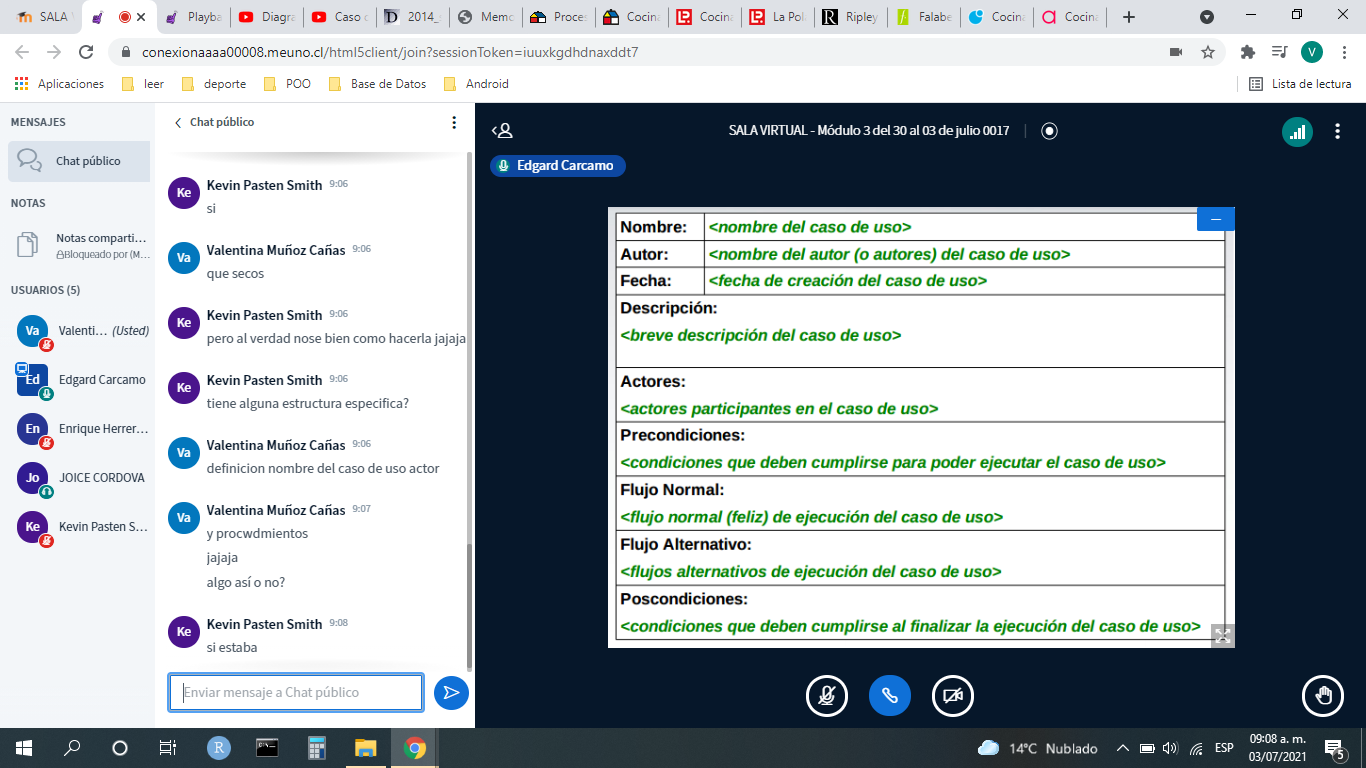 SALA V
Playba
Diagra
Caso d
2014_
Memo
Proces
Cocina
Cocina
La Pola
Ripley
Falabe
Cocina
Cocina
conexionaaaa00008.meuno.cl/html5client/join?sessionToken=iuuxkgdhdnaxddt7
V
Aplicaciones
leer
deporte
POO
Base de Datos
Android
Lista de lectura
MENSAJES
Chat público
NOTAS
Notas comparti...
Bloqueado por (M...
USUARIOS (5)
Va
Valenti... (Usted)
Ed
Edgard Carcamo
En
Enrique Herrer...
Jo
JOICE CORDOVA
Ke
Kevin Pasten S...
Chat público
Ke
Kevin Pasten Smith 9:06
si
Va
Valentina Muñoz Cañas 9:06
que secos
Ke
Kevin Pasten Smith 9:06
pero al verdad nose bien como hacerla jajaja
Ke
Kevin Pasten Smith 9:06
tiene alguna estructura especifica?
Va
Valentina Muñoz Cañas 9:06
definicion nombre del caso de uso actor
Va
Valentina Muñoz Cañas 9:07
y procwdmientos
jajaja
algo así o no?
Ke
Kevin Pasten Smith 9:08
si estaba
Enviar mensaje a Chat público
SALA VIRTUAL - Módulo 3 del 30 al 03 de julio 0017
Edgard Carcamo
Nombre: <nombre del caso de uso>
Autor: <nombre del autor (o autores) del caso de uso>
Fecha: <fecha de creación del caso de uso>
Descripción:
<breve descripción del caso de uso>
Actores:
<actores participantes en el caso de uso>
Precondiciones:
<condiciones que deben cumplirse para poder ejecutar el caso de uso>
Flujo Normal:
<flujo normal (feliz) de ejecución del caso de uso>
Flujo Alternativo:
<flujos alternativos de ejecución del caso de uso>
Poscondiciones:
<condiciones que deben cumplirse al finalizar la ejecución del caso de uso>
R
14°C Nublado
ESP
09:08 a. m.
03/07/2021
5